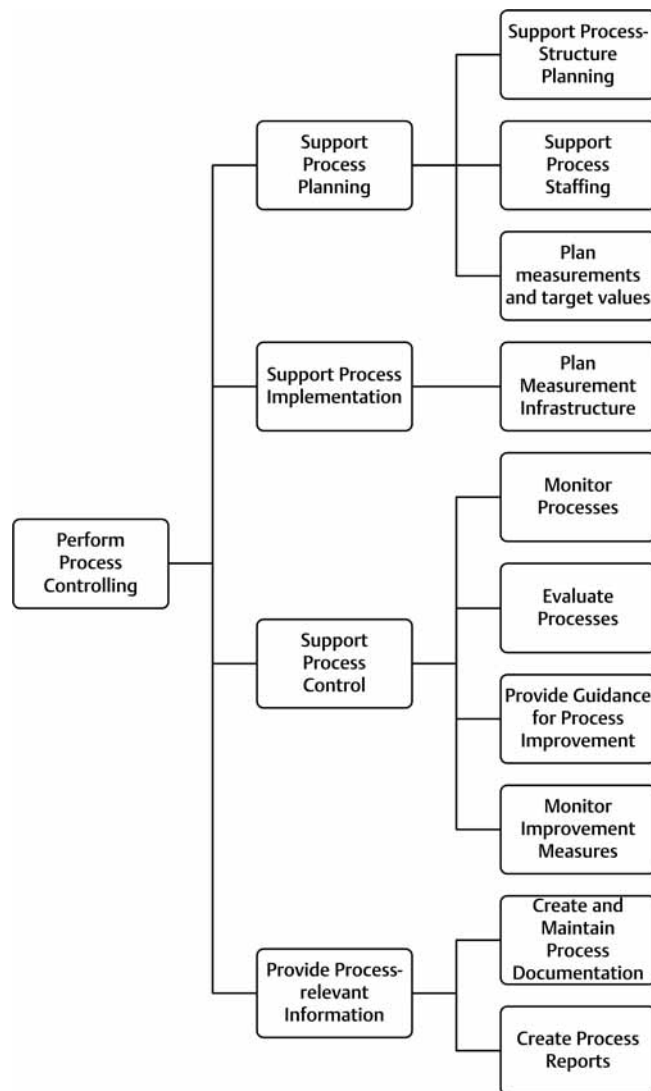 Support Process-
Structure
Planning
Support
Process
Planning
Support
Process
Staffing
Plan
measurements
and target values
Support Process
Implementation
Plan
Measurement
Infrastructure
Monitor
Processes
Perform
Process
Controlling
Evaluate
Processes
Support
Process
Control
Provide Guidance
for Process
Improvement
Monitor
Improvement
Measures
Create and
Maintain
Process
Documentation
Provide Process-
relevant
Information
Create Process
Reports